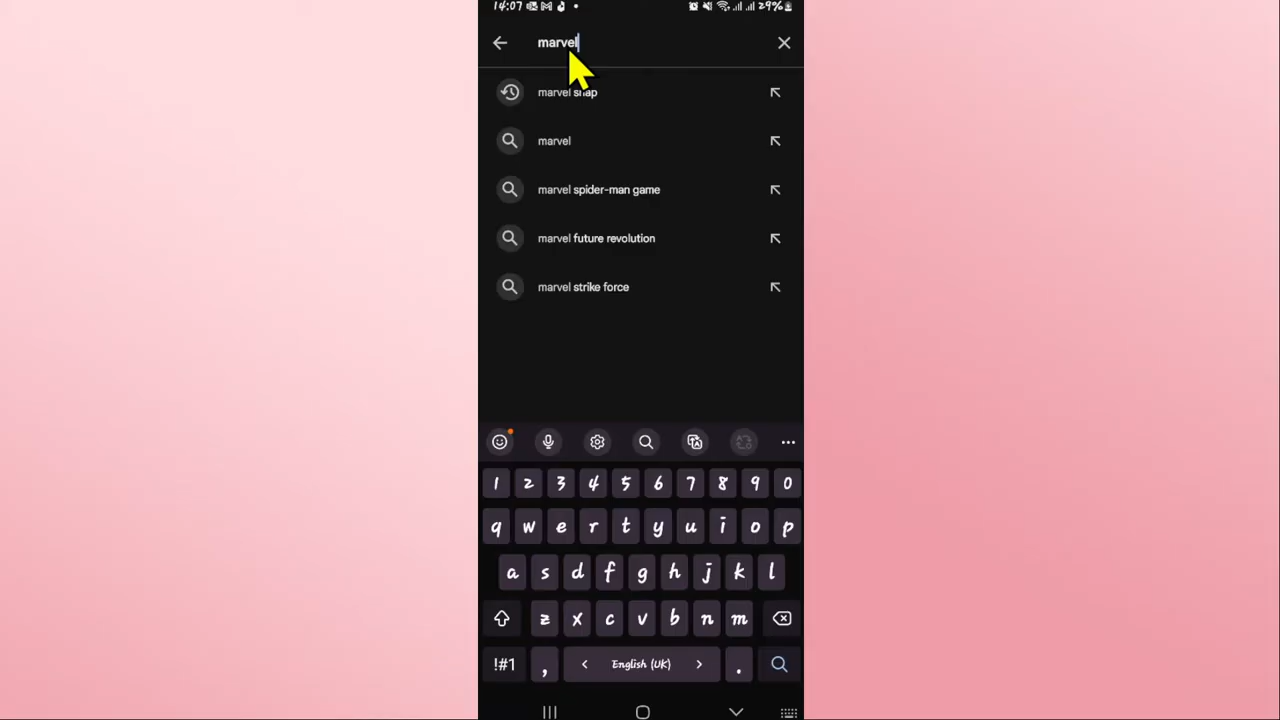 14:07 29%
marvel
marvel snap
marvel
marvel spider-man game
marvel future revolution
marvel strike force
1 2 3 4 5 6 7 8 9 0
q w e r t y u i o p
a s d f g h j k l
z x c v b n m
!#1 , < English (UK) > .